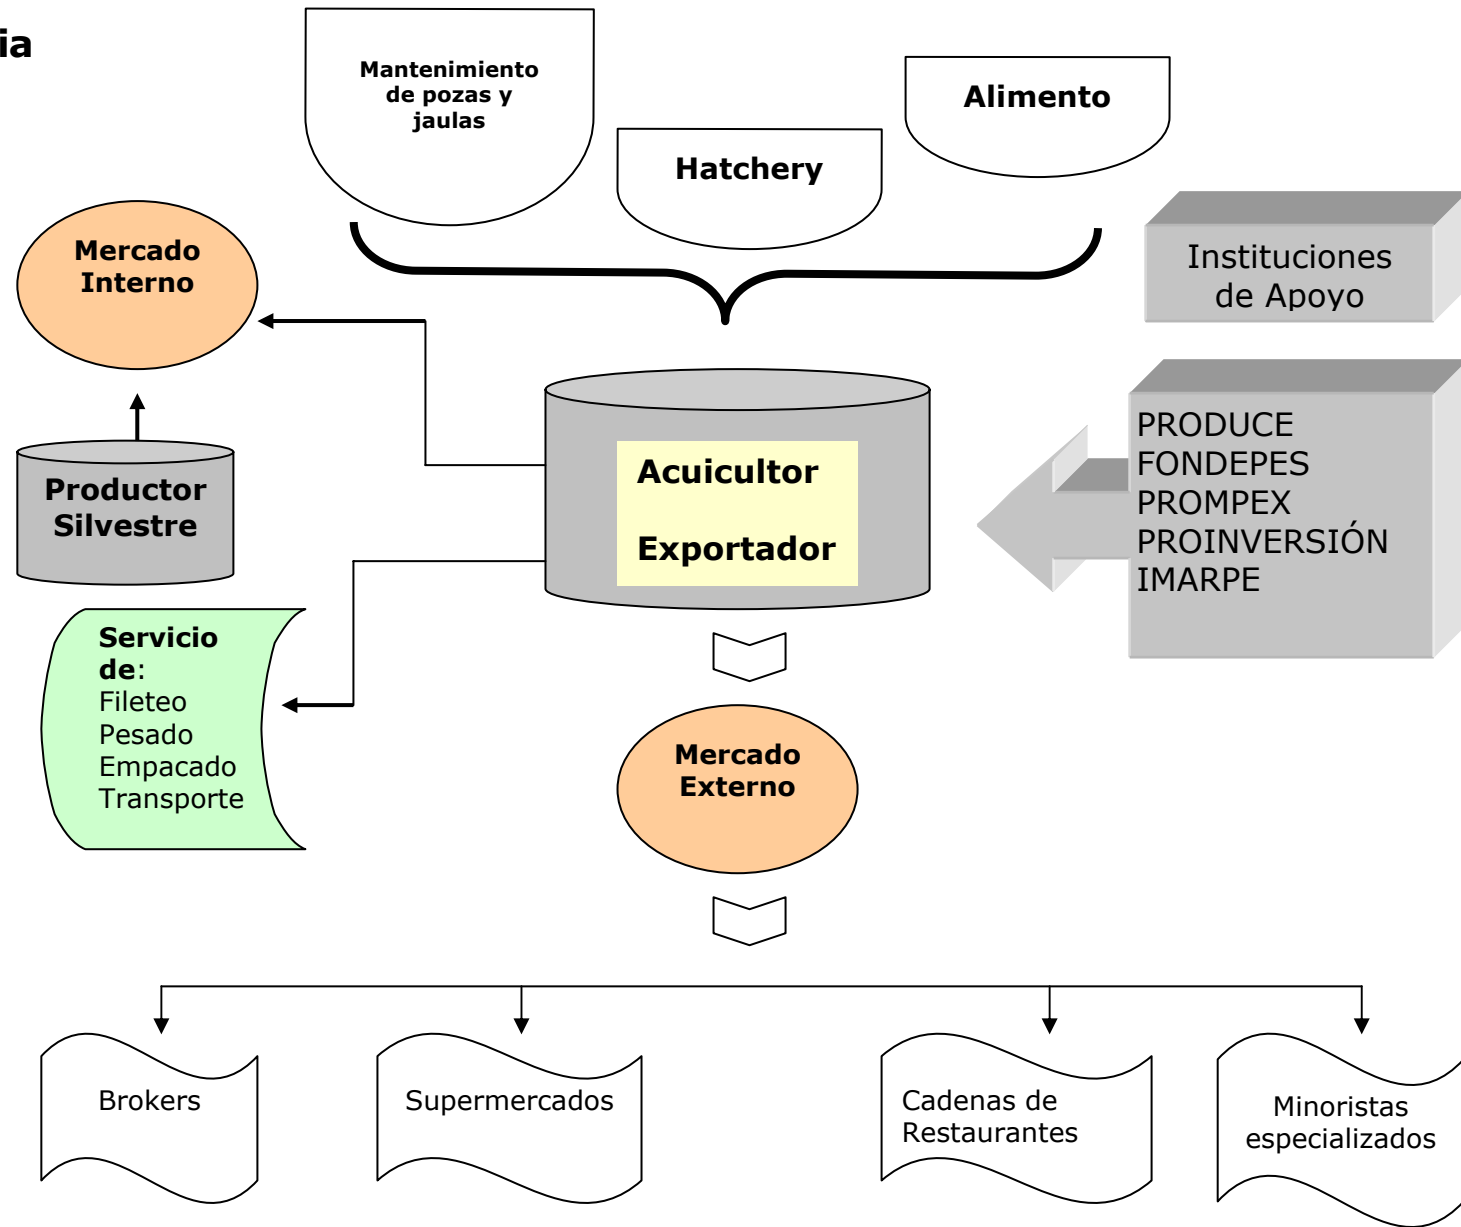 ia
Mantenimiento
de pozas y
jaulas
Hatchery
Alimento
Mercado
Interno
Instituciones
de Apoyo
Productor
Silvestre
Acuicultor
Exportador
PRODUCE
FONDEPES
PROMPEX
PROINVERSIÓN
IMARPE
Servicio
de:
Fileteo
Pesado
Empacado
Transporte
Mercado
Externo
Brokers
Supermercados
Cadenas de
Restaurantes
Minoristas
especializados